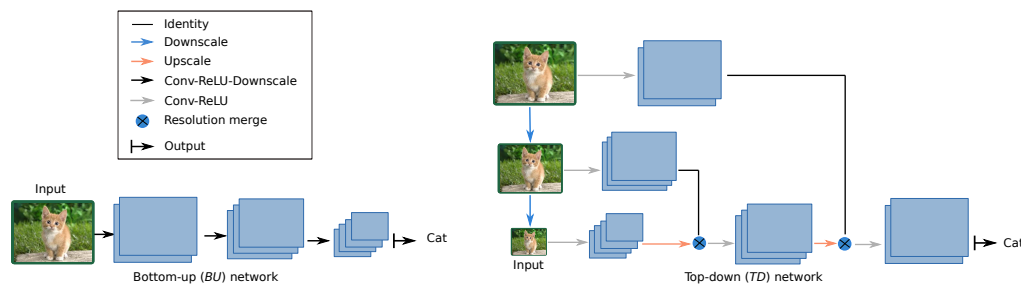 Identity
Downscale
Upscale
Conv-ReLU-Downscale
Conv-ReLU
Resolution merge
Output
Input
Cat
Bottom-up (BU) network
Input
Cat
Top-down (TD) network